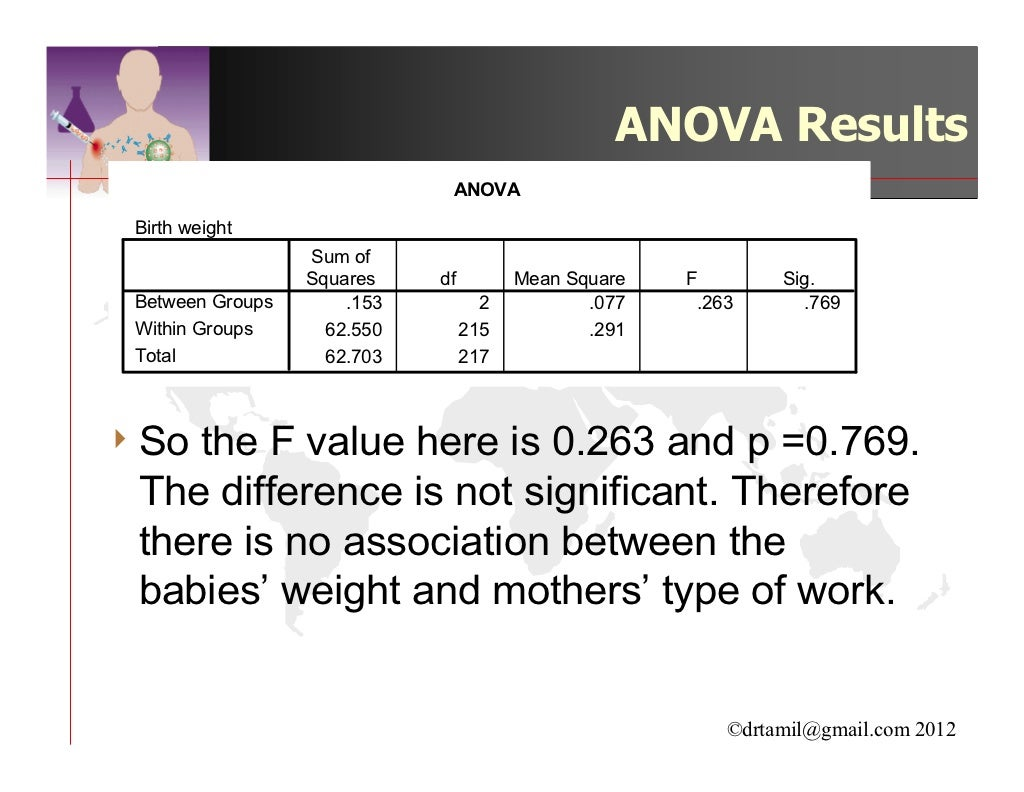 ANOVA Results
ANOVA
Birth weight
Sum of
Squares df Mean Square F Sig.
Between Groups .153 2 .077 .263 .769
Within Groups 62.550 215 .291
Total 62.703 217
So the F value here is 0.263 and p =0.769.
The difference is not significant. Therefore
there is no association between the
babies’ weight and mothers’ type of work.
©drtamil@gmail.com 2012